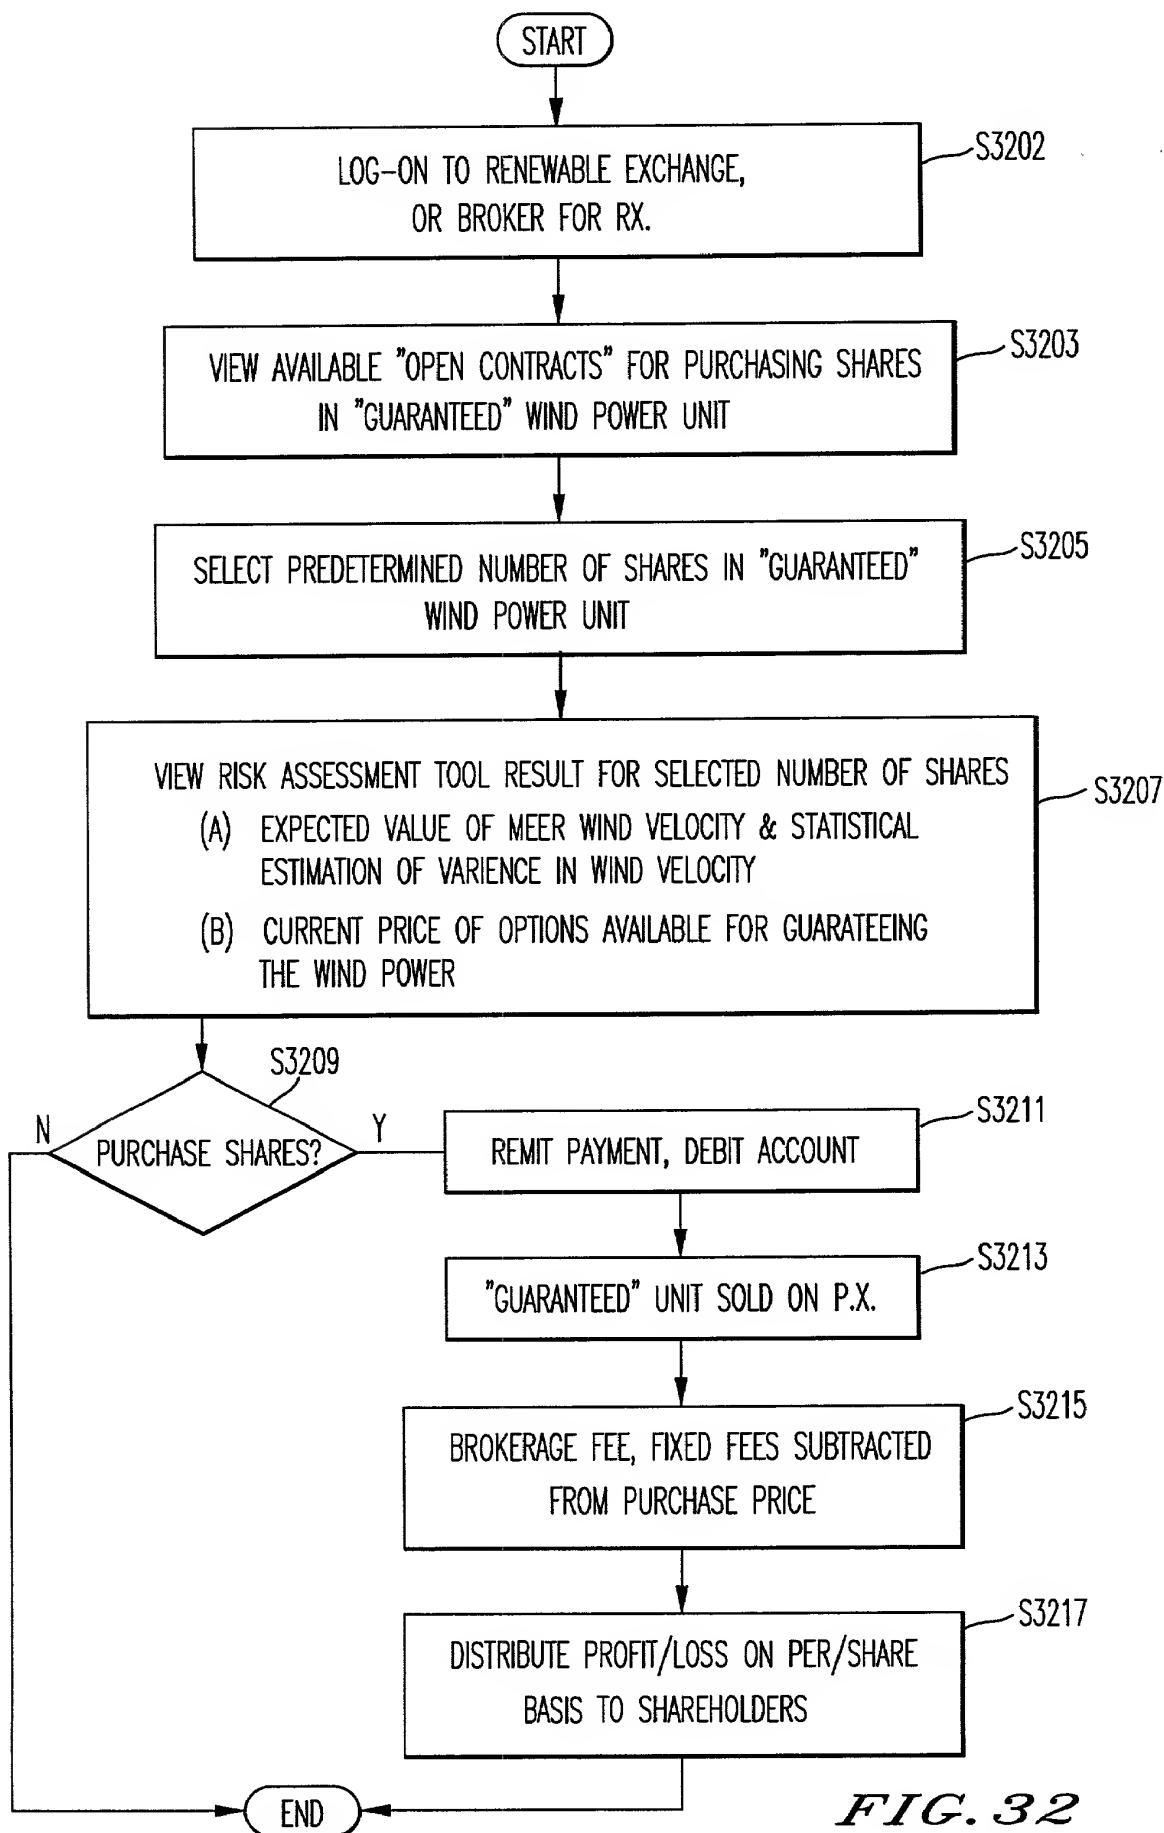 START
LOG-ON TO RENEWABLE EXCHANGE,
OR BROKER FOR RX.
S3202
VIEW AVAILABLE "OPEN CONTRACTS" FOR PURCHASING SHARES
IN "GUARANTEED" WIND POWER UNIT
S3203
SELECT PREDETERMINED NUMBER OF SHARES IN "GUARANTEED"
WIND POWER UNIT
S3205
VIEW RISK ASSESSMENT TOOL RESULT FOR SELECTED NUMBER OF SHARES
(A) EXPECTED VALUE OF MEER WIND VELOCITY & STATISTICAL
ESTIMATION OF VARIENCE IN WIND VELOCITY
(B) CURRENT PRICE OF OPTIONS AVAILABLE FOR GUARATEEING
THE WIND POWER
S3207
S3209
N
PURCHASE SHARES?
Y
REMIT PAYMENT, DEBIT ACCOUNT
S3211
"GUARANTEED" UNIT SOLD ON P.X.
S3213
BROKERAGE FEE, FIXED FEES SUBTRACTED
FROM PURCHASE PRICE
S3215
DISTRIBUTE PROFIT/LOSS ON PER/SHARE
BASIS TO SHAREHOLDERS
S3217
END
FIG. 32